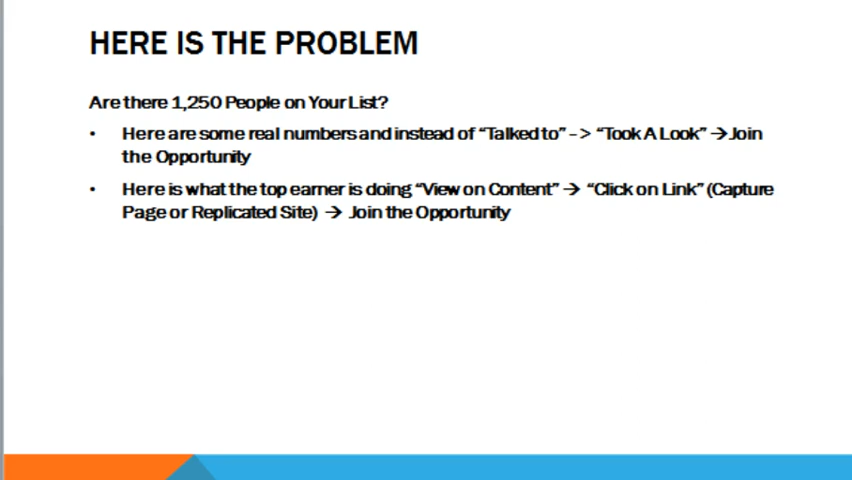 HERE IS THE PROBLEM
Are there 1,250 People on Your List?
• Here are some real numbers and instead of “Talked to” -> “Took A Look” →Join
the Opportunity
• Here is what the top earner is doing “View on Content” → “Click on Link” (Capture
Page or Replicated Site) → Join the Opportunity